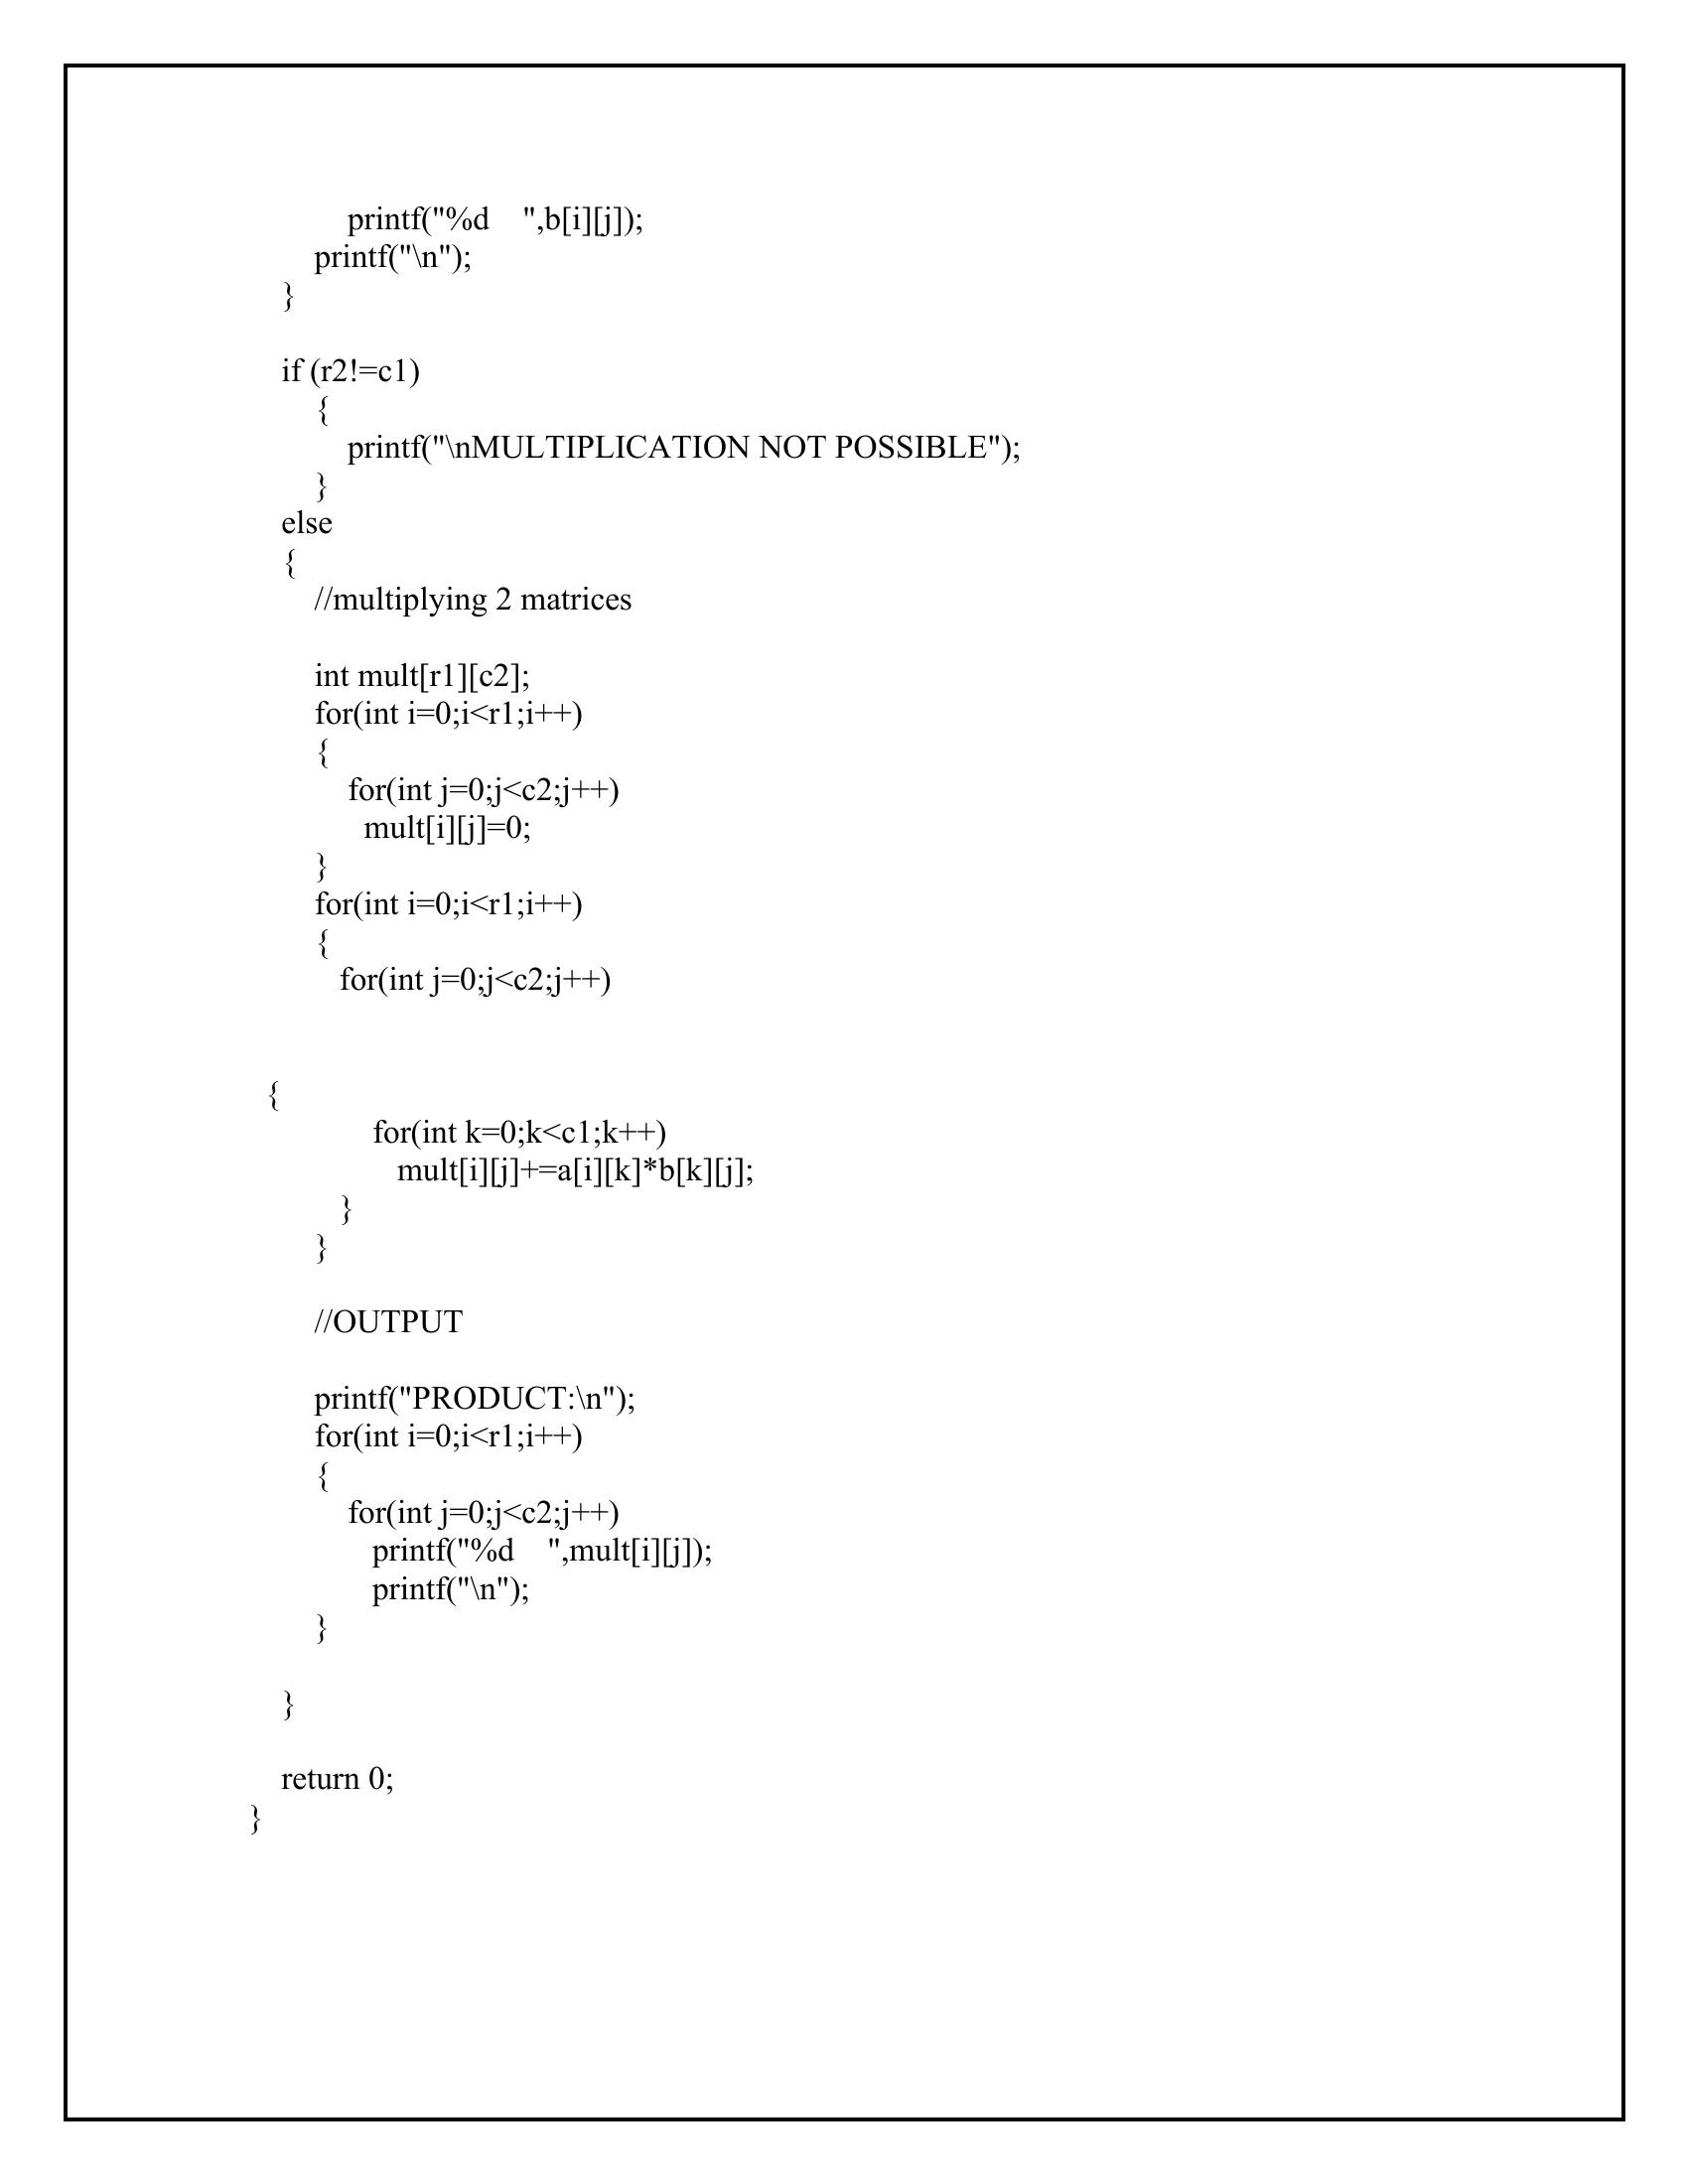 printf("%d    ",b[i][j]);
printf("\n");
}
if (r2!=c1)
{
printf("\nMULTIPLICATION NOT POSSIBLE");
}
else
{
//multiplying 2 matrices
int mult[r1][c2];
for(int i=0;i<r1;i++)
{
for(int j=0;j<c2;j++)
mult[i][j]=0;
}
for(int i=0;i<r1;i++)
{
for(int j=0;j<c2;j++)
{
for(int k=0;k<c1;k++)
mult[i][j]+=a[i][k]*b[k][j];
}
}
//OUTPUT
printf("PRODUCT:\n");
for(int i=0;i<r1;i++)
{
for(int j=0;j<c2;j++)
printf("%d    ",mult[i][j]);
printf("\n");
}
}
return 0;
}